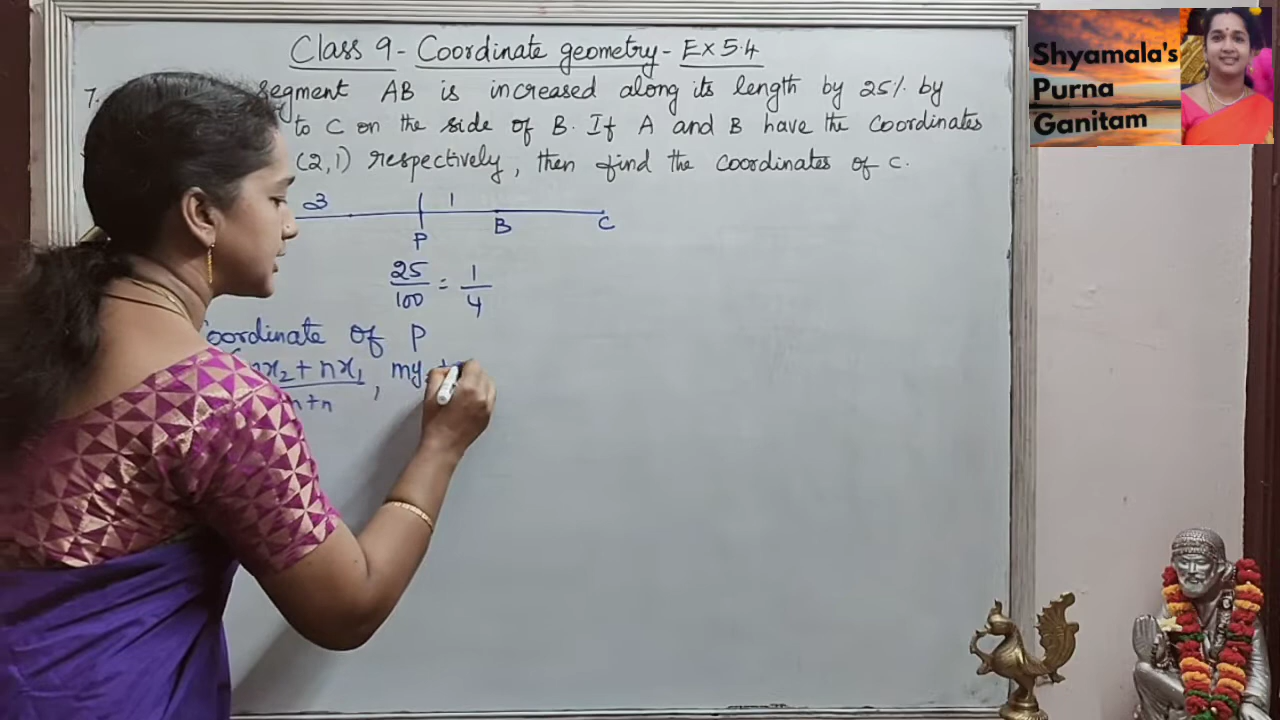 Class 9 - Coordinate geometry - Ex 5.4
7. segment AB is increased along its length by 25% by
to C on the side of B. If A and B have the coordinates
(2,1) respectively, then find the coordinates of C.
3 1
P B C
25/100 = 1/4
Coordinate of P
mx₂ + nx₁ / m+n , my
Shyamala's
Purna
Ganitam